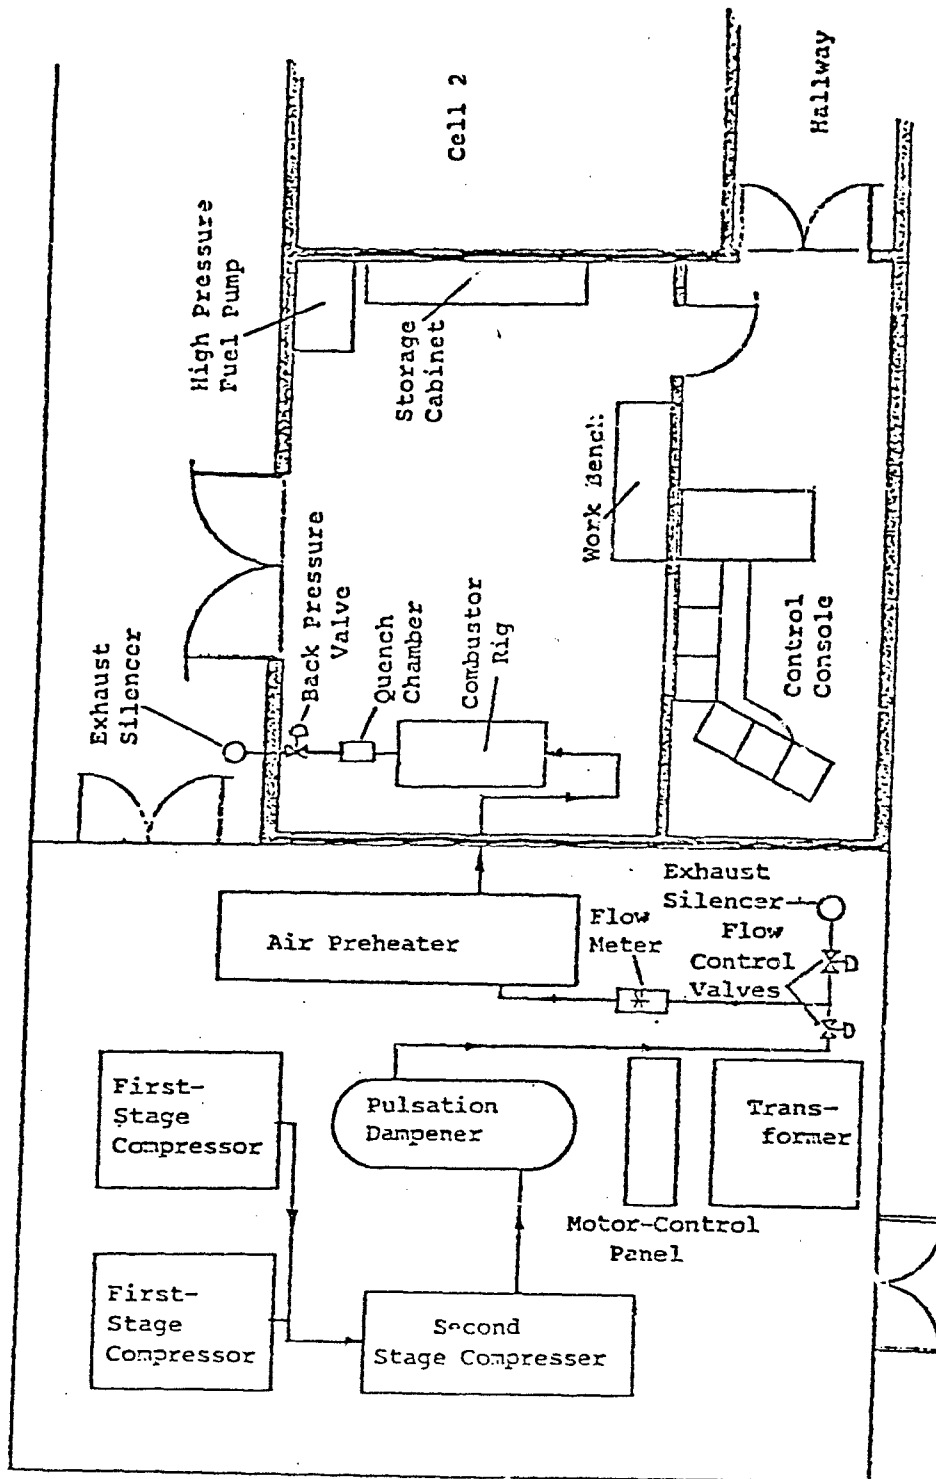 Cell 2
Hallway
High Pressure
Fuel Pump
Storage
Cabinet
Work Bench
Back Pressure
Valve
Quench
Chamber
Combustor
Rig
Exhaust
Silencer
Control
Console
Air Preheater
Flow
Meter
Exhaust
Silencer
Flow
Control
Valves
First-
Stage
Compressor
Pulsation
Dampener
Trans-
former
Motor-Control
Panel
First-
Stage
Compressor
Second
Stage Compresser